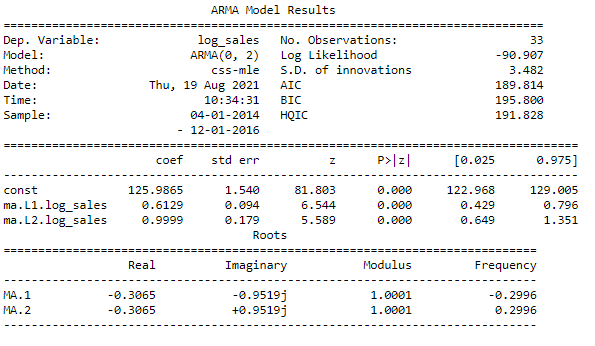 ARMA Model Results
==============================================================================
Dep. Variable:              log_sales   No. Observations:                   33
Model:                     ARMA(0, 2)   Log Likelihood                 -90.907
Method:                       css-mle   S.D. of innovations              3.482
Date:                Thu, 19 Aug 2021   AIC                            189.814
Time:                        10:34:31   BIC                            195.800
Sample:                    04-01-2014   HQIC                           191.828
                         - 12-01-2016
===================================================================================
                      coef    std err          z      P>|z|      [0.025      0.975]
-----------------------------------------------------------------------------------
const             125.9865      1.540     81.803      0.000     122.968     129.005
ma.L1.log_sales     0.6129      0.094      6.544      0.000       0.429       0.796
ma.L2.log_sales     0.9999      0.179      5.589      0.000       0.649       1.351
                                    Roots
=============================================================================
                  Real          Imaginary           Modulus         Frequency
-----------------------------------------------------------------------------
MA.1           -0.3065           -0.9519j            1.0001           -0.2996
MA.2           -0.3065           +0.9519j            1.0001            0.2996
-----------------------------------------------------------------------------